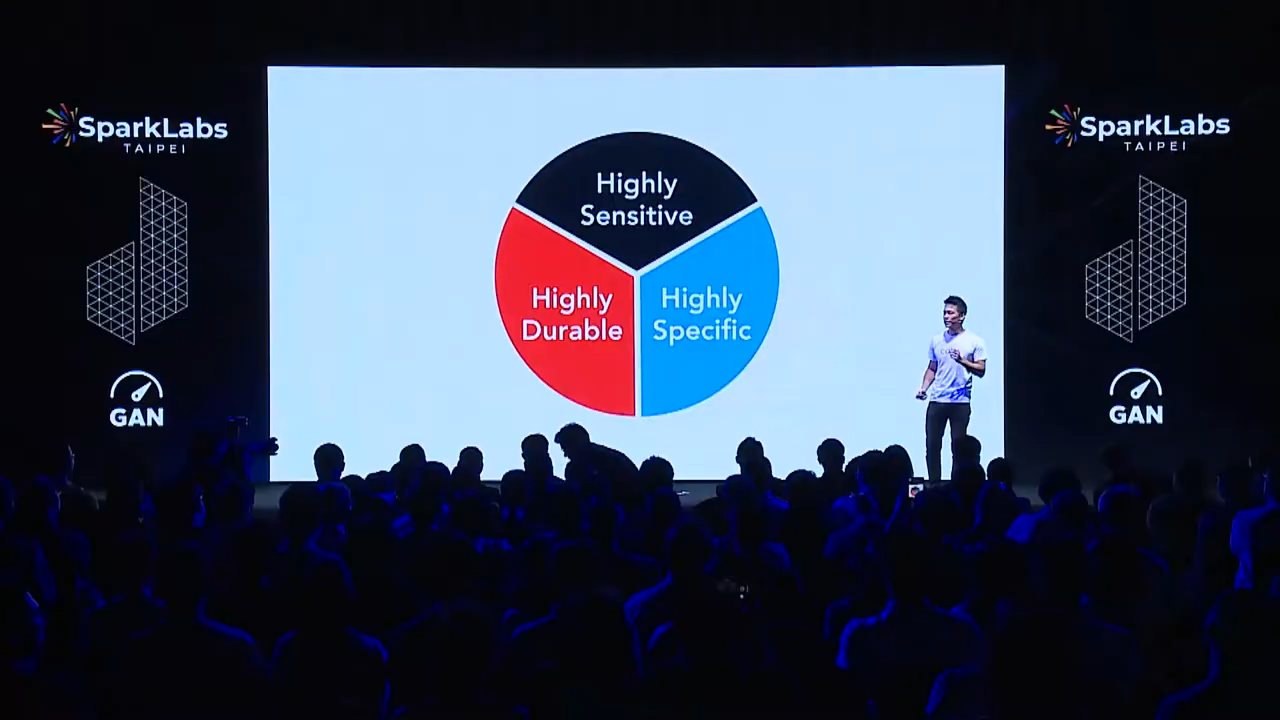 SparkLabs
TAIPEI
GAN
Highly
Sensitive
Highly
Durable
Highly
Specific
SparkLabs
TAIPEI
GAN